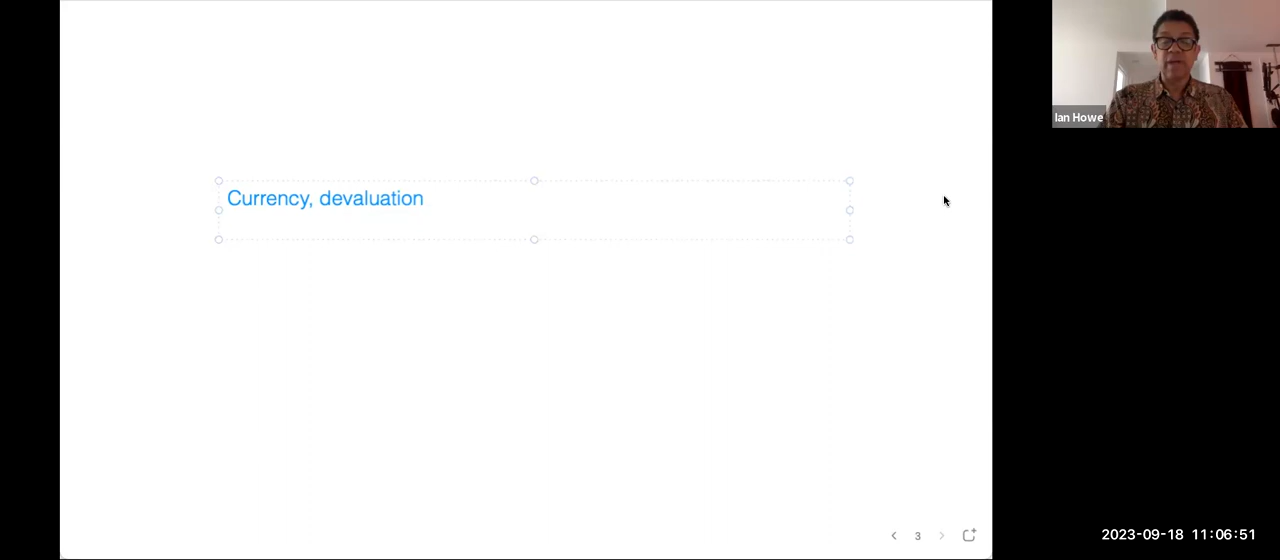 Currency, devaluation
Ian Howe
3
2023-09-18 11:06:51